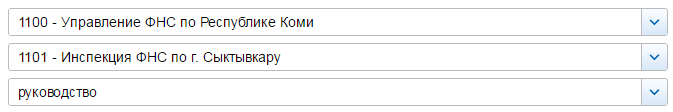 1100 - Управление ФНС по Республике Коми
1101 - Инспекция ФНС по г. Сыктывкару
руководство